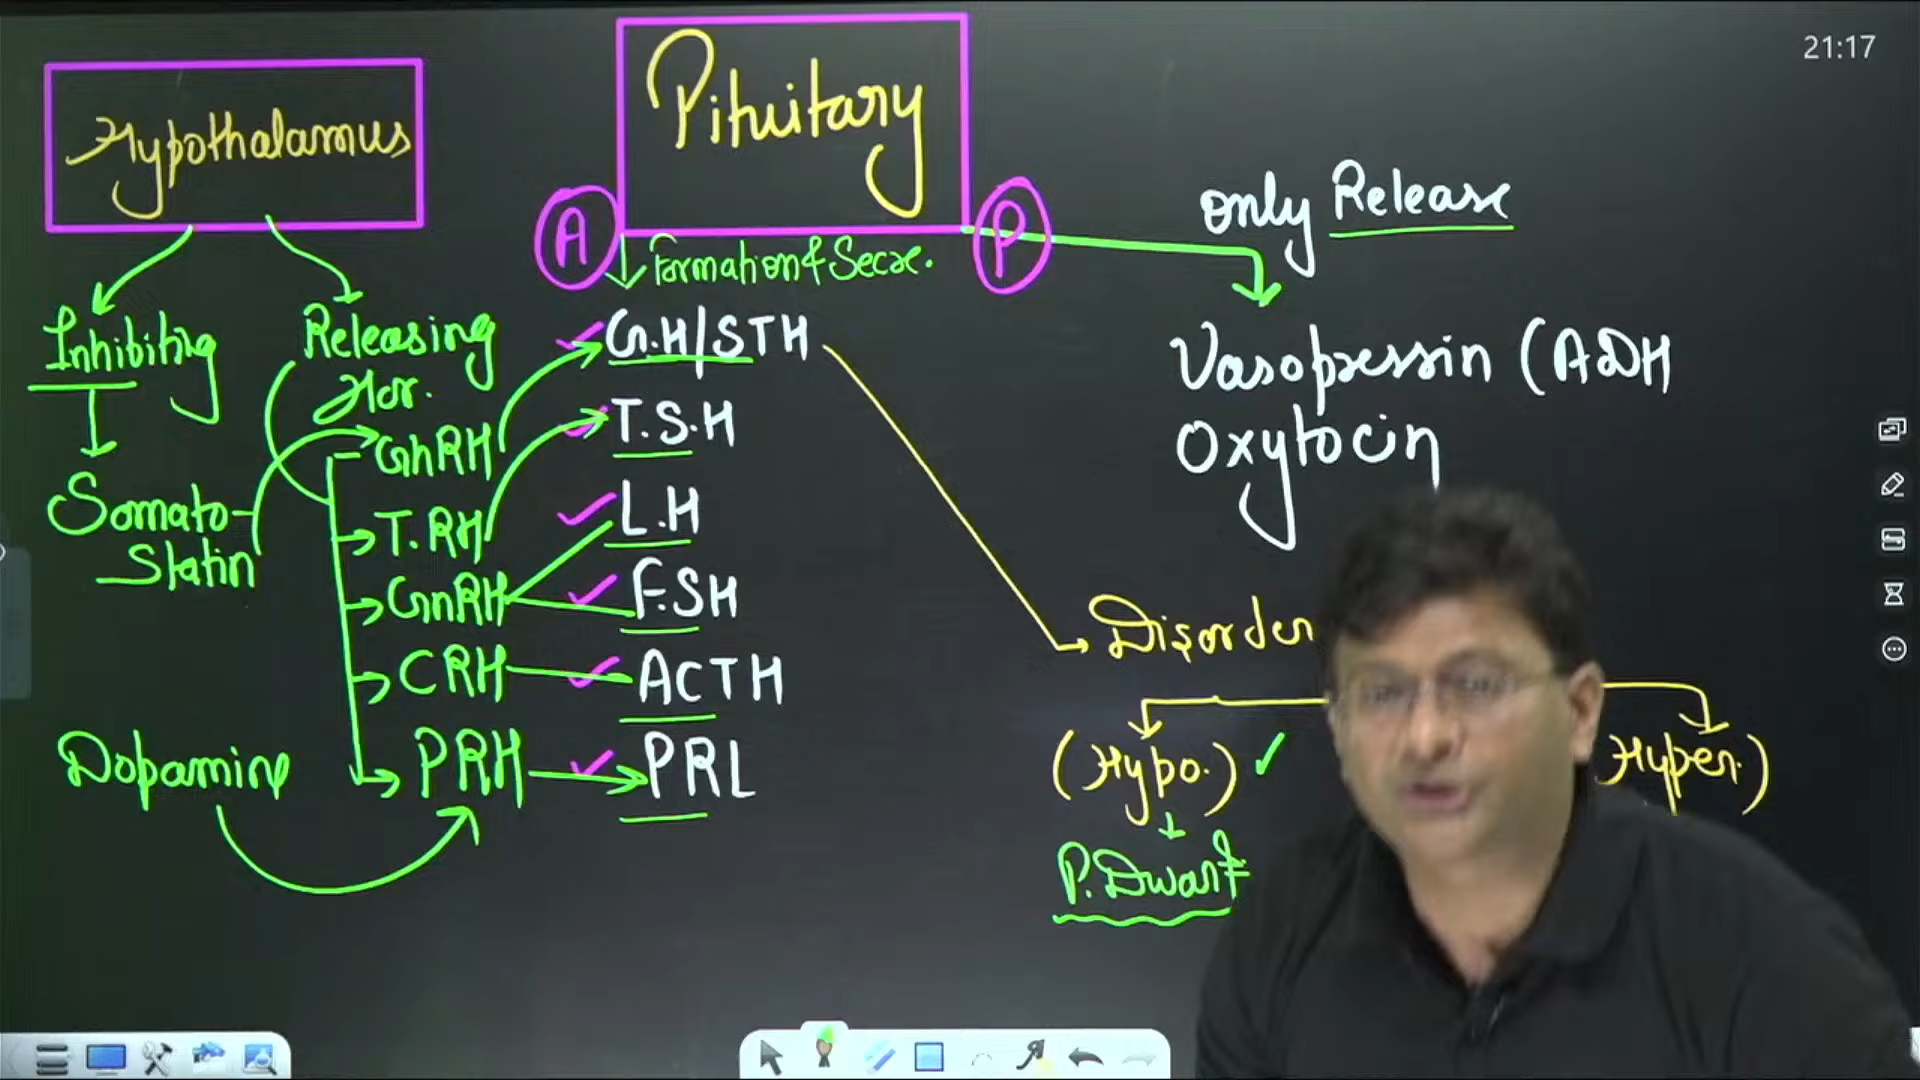 21:17
Hypothalamus
Pituitary
A
P
Formation & Secre.
only Release
Inhibiting
Releasing
Hor.
Somato-
Statin
Dopamine
GhRH
T.RH
GnRH
CRH
PRH
G.H/STH
T.S.H
L.H
F.SH
ACTH
PRL
Vasopressin (ADH
Oxytocin
Disorder
(Hypo.)
Hyper.)
P. Dwarf